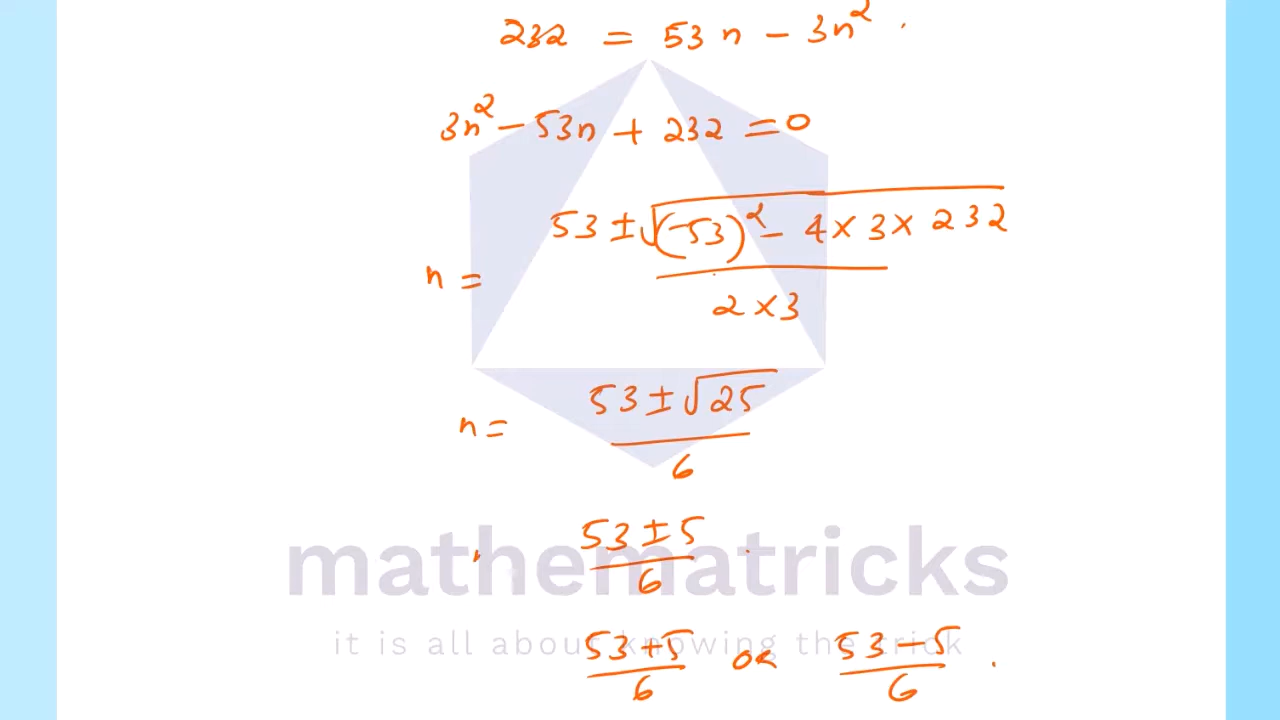 232 = 53n - 3n² .
3n² - 53n + 232 = 0
53 ± √(-53)² - 4 × 3 × 232
n =
2 × 3
53 ± √25
n =
6
53 ± 5
n
6
mathematricks
it is all about knowing the trick
53+5 or 53-5
6 6